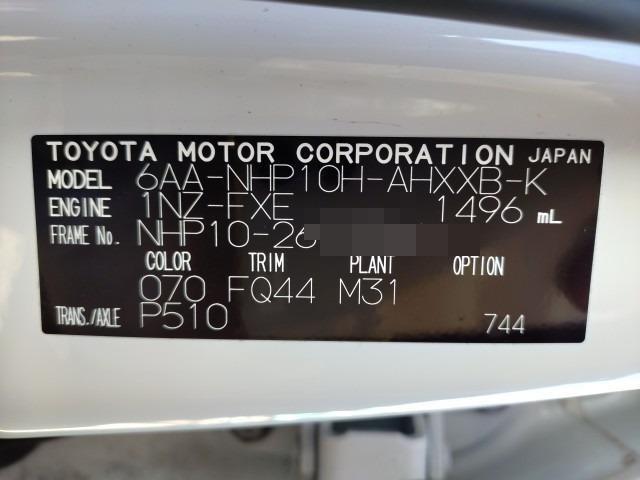 TOYOTA MOTOR CORPORATION JAPAN
MODEL 6AA-NHP10H-AHXXB-K
ENGINE 1NZ-FXE 1496 mL
FRAME No. NHP10-26
COLOR TRIM PLANT OPTION
070 FQ44 M31
TRANS./AXLE P510 744